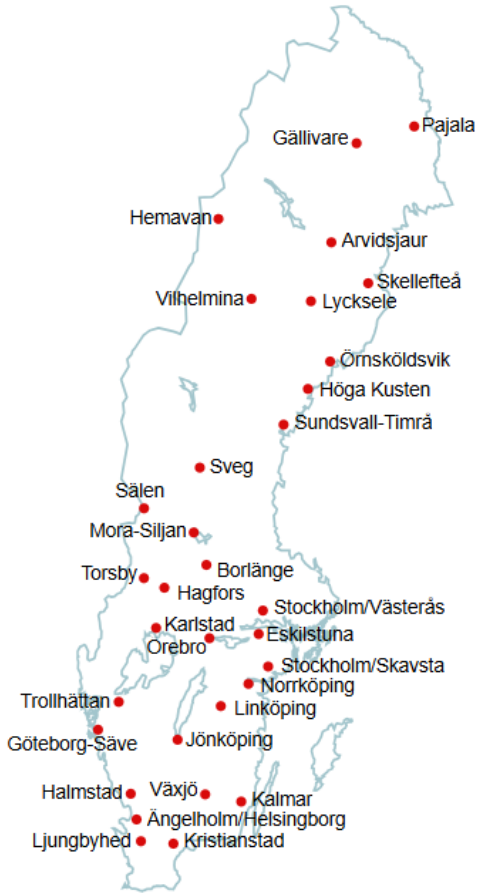 Pajala
Gällivare
Hemavan
Arvidsjaur
Skellefteå
Vilhelmina
Lycksele
Örnsköldsvik
Höga Kusten
Sundsvall-Timrå
Sveg
Sälen
Mora-Siljan
Borlänge
Torsby
Hagfors
Stockholm/Västerås
Karlstad
Eskilstuna
Orebro
Stockholm/Skavsta
Norrköping
Trollhättan
Linköping
Göteborg-Säve
Jönköping
Halmstad
Växjö
Kalmar
Ängelholm/Helsingborg
Ljungbyhed
Kristianstad